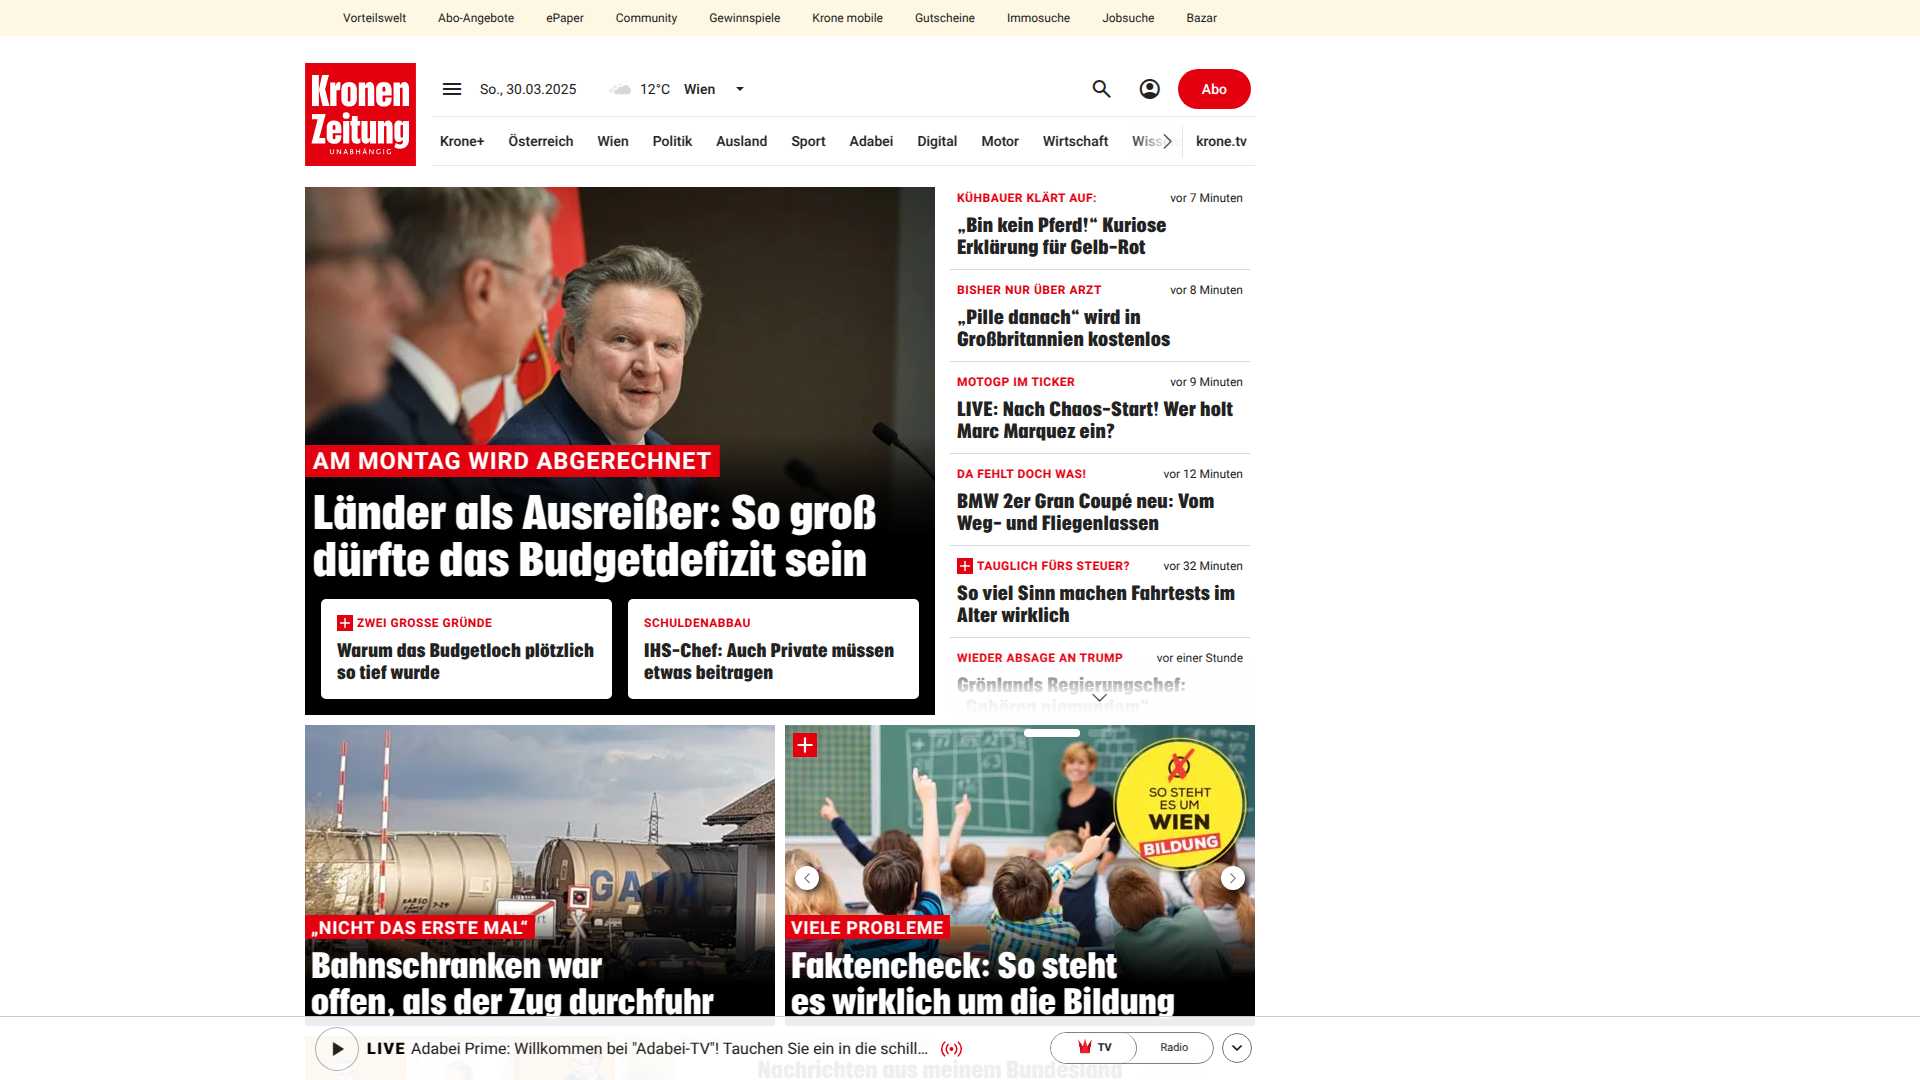 Vorteilswelt Abo-Angebote ePaper Community Gewinnspiele Krone mobile Gutscheine Immosuche Jobsuche Bazar
Kronen
Zeitung
UNABHÄNGIG
So., 30.03.2025 12°C Wien
Abo
Krone+ Österreich Wien Politik Ausland Sport Adabei Digital Motor Wirtschaft Wiss krone.tv
AM MONTAG WIRD ABGERECHNET
Länder als Ausreißer: So groß
dürfte das Budgetdefizit sein
ZWEI GROSSE GRÜNDE
Warum das Budgetloch plötzlich
so tief wurde
SCHULDENABBAU
IHS-Chef: Auch Private müssen
etwas beitragen
KÜHBAUER KLÄRT AUF: vor 7 Minuten
„Bin kein Pferd!“ Kuriose
Erklärung für Gelb-Rot
BISHER NUR ÜBER ARZT vor 8 Minuten
„Pille danach“ wird in
Großbritannien kostenlos
MOTOGP IM TICKER vor 9 Minuten
LIVE: Nach Chaos-Start! Wer holt
Marc Marquez ein?
DA FEHLT DOCH WAS! vor 12 Minuten
BMW 2er Gran Coupé neu: Vom
Weg- und Fliegenlassen
TAUGLICH FÜRS STEUER? vor 32 Minuten
So viel Sinn machen Fahrtests im
Alter wirklich
WIEDER ABSAGE AN TRUMP vor einer Stunde
Grönlands Regierungschef:
„Gehören niemandem“
GATX
„NICHT DAS ERSTE MAL“
Bahnschranken war
offen, als der Zug durchfuhr
SO STEHT
ES UM
WIEN
BILDUNG
VIELE PROBLEME
Faktencheck: So steht
es wirklich um die Bildung
LIVE Adabei Prime: Willkommen bei "Adabei-TV"! Tauchen Sie ein in die schill...
TV Radio
Nachrichten aus meinem Bundesland